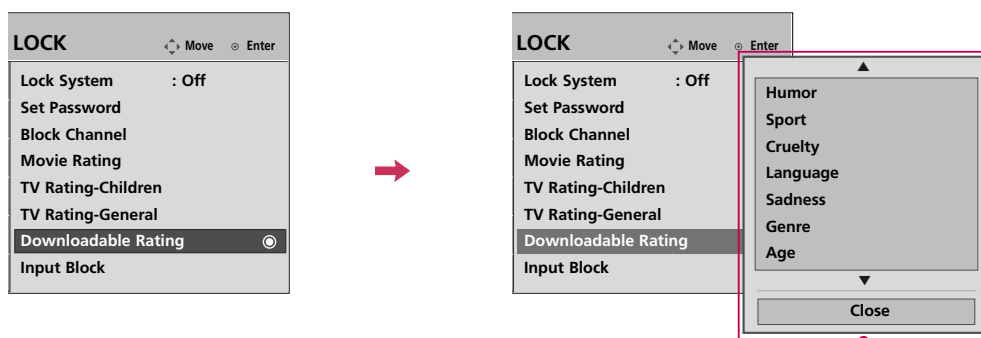 LOCK Move Enter
Lock System : Off
Set Password
Block Channel
Movie Rating
TV Rating-Children
TV Rating-General
Downloadable Rating
Input Block
LOCK Move Enter
Lock System : Off
Set Password
Block Channel
Movie Rating
TV Rating-Children
TV Rating-General
Downloadable Rating
Input Block
Humor
Sport
Cruelty
Language
Sadness
Genre
Age
Close